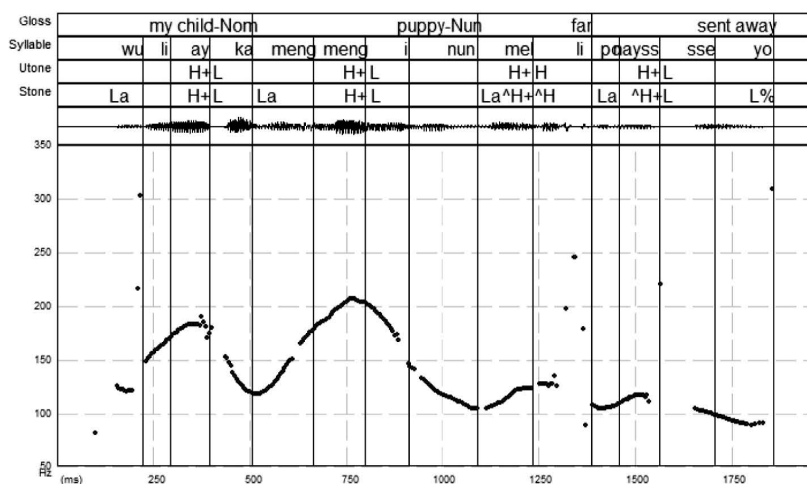 Gloss my child-Nom puppy-Nun far sent away
Syllable wu li ay ka meng meng i nun mel li po nayss sse yo
Utone H+L H+L H+H H+L
Stone La H+L La H+L La^H+^H La ^H+L L%
350
300
250
200
150
100
50
Hz
(ms) 250 500 750 1000 1250 1500 1750